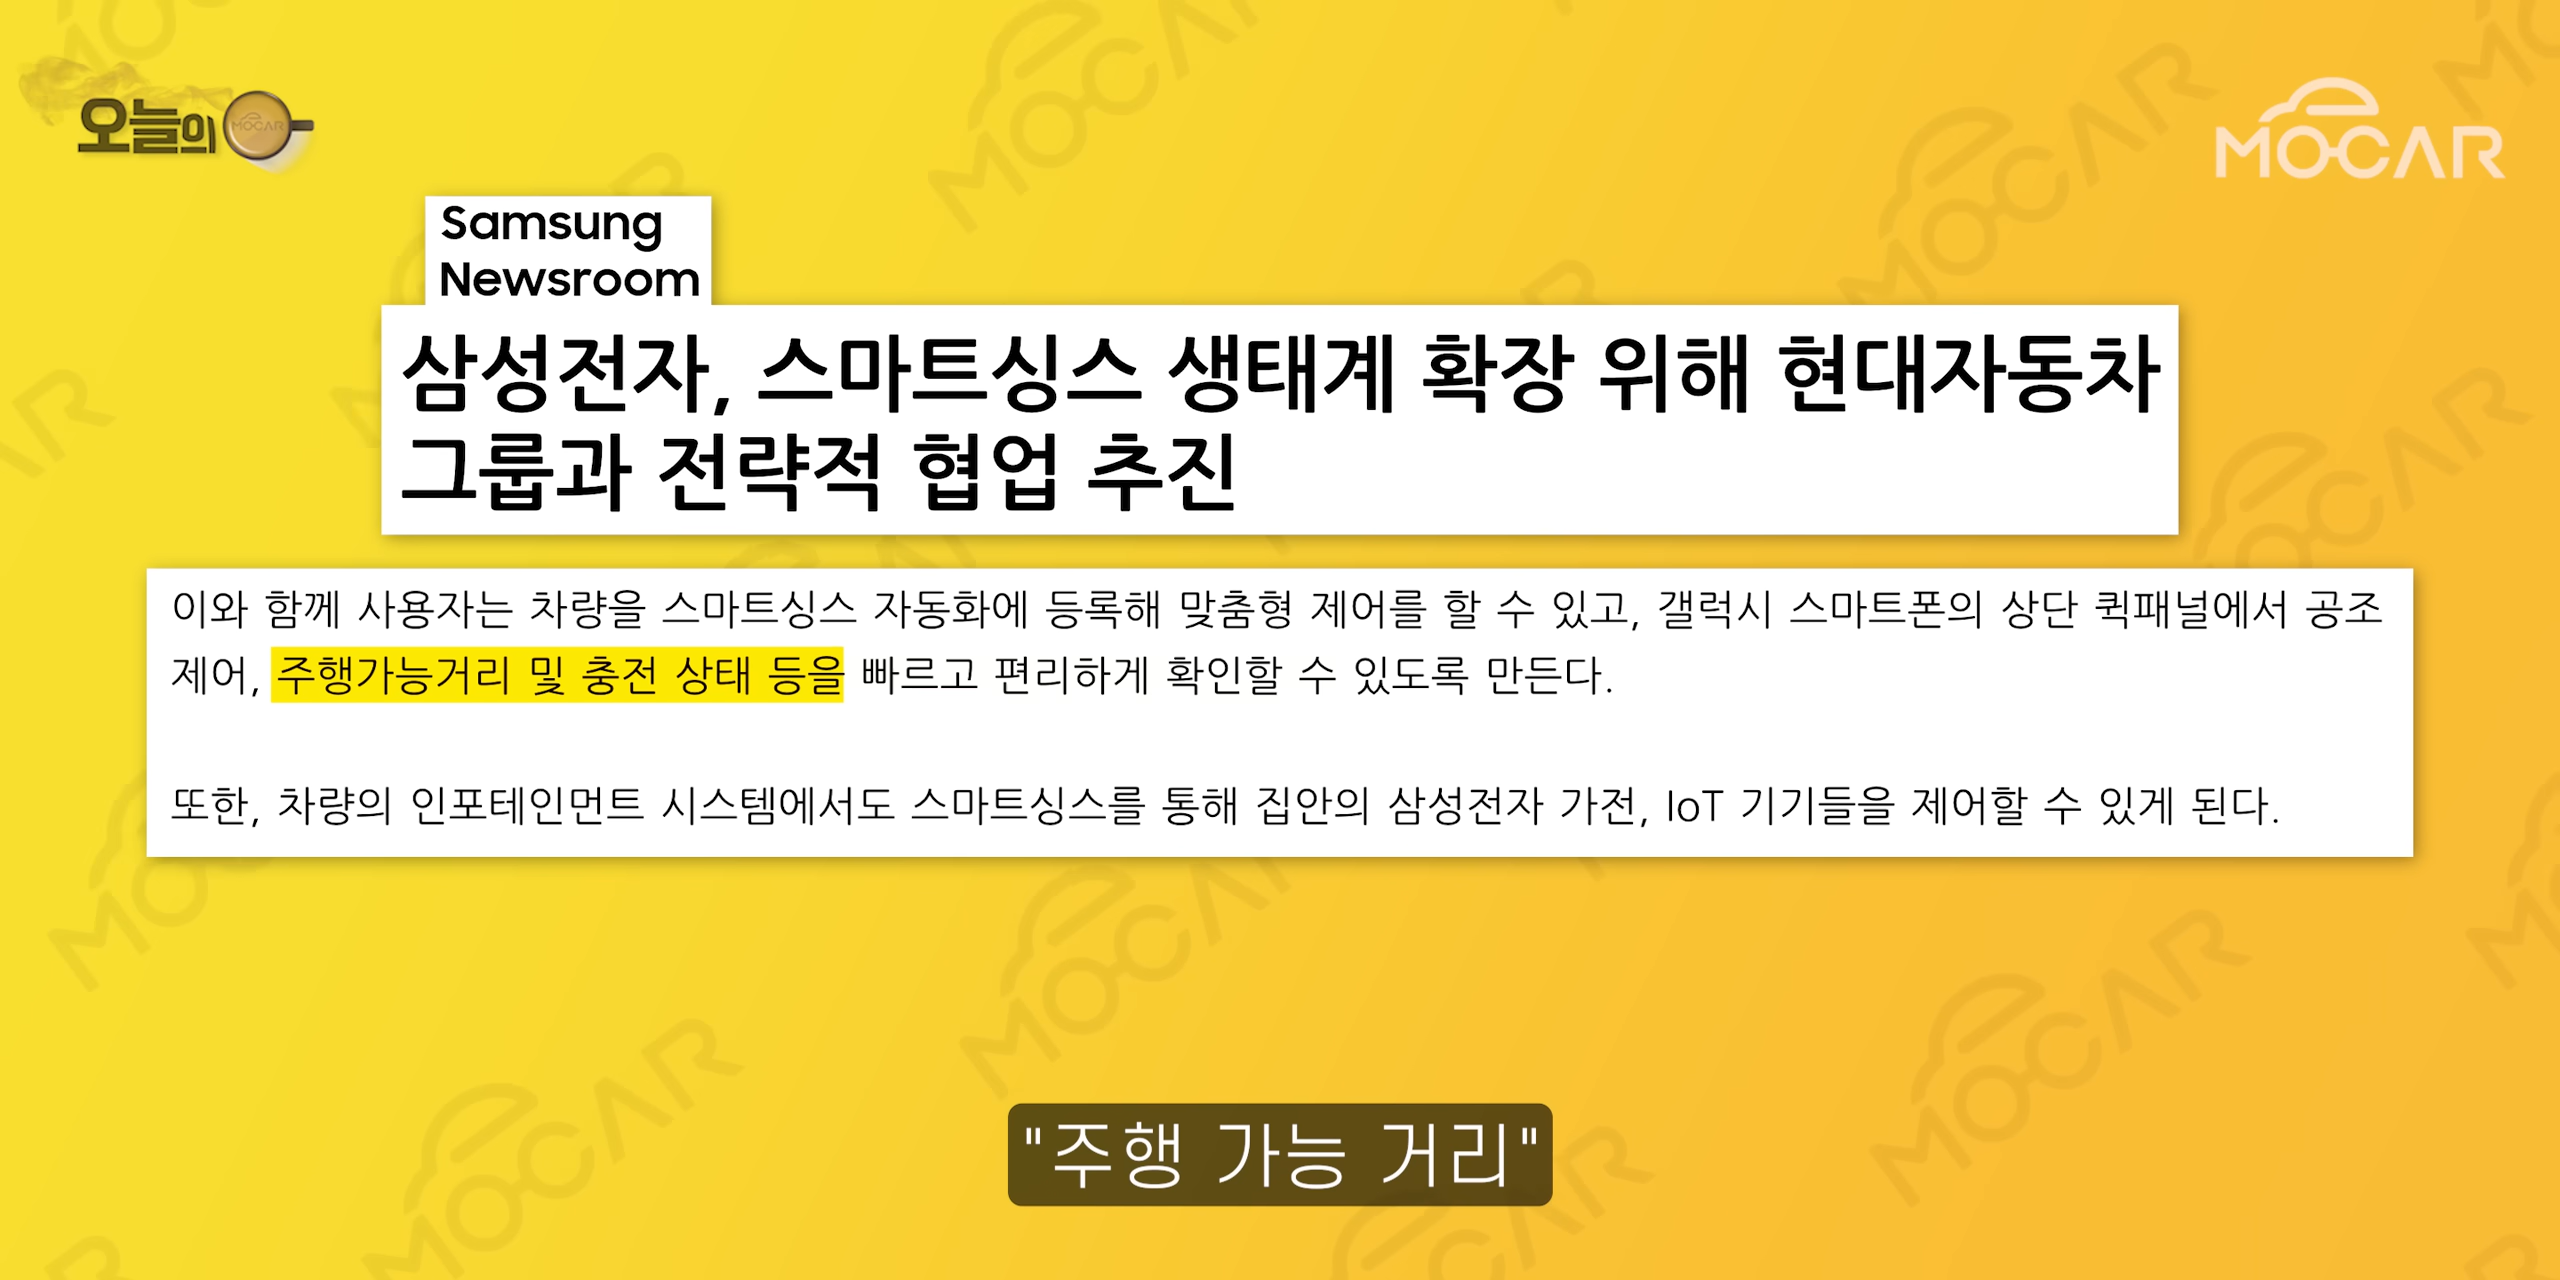 오늘의 MOCAR
MOCAR
Samsung
Newsroom
삼성전자, 스마트싱스 생태계 확장 위해 현대자동차
그룹과 전략적 협업 추진
이와 함께 사용자는 차량을 스마트싱스 자동화에 등록해 맞춤형 제어를 할 수 있고, 갤럭시 스마트폰의 상단 퀵패널에서 공조
제어, 주행가능거리 및 충전 상태 등을 빠르고 편리하게 확인할 수 있도록 만든다.
또한, 차량의 인포테인먼트 시스템에서도 스마트싱스를 통해 집안의 삼성전자 가전, IoT 기기들을 제어할 수 있게 된다.
"주행 가능 거리"